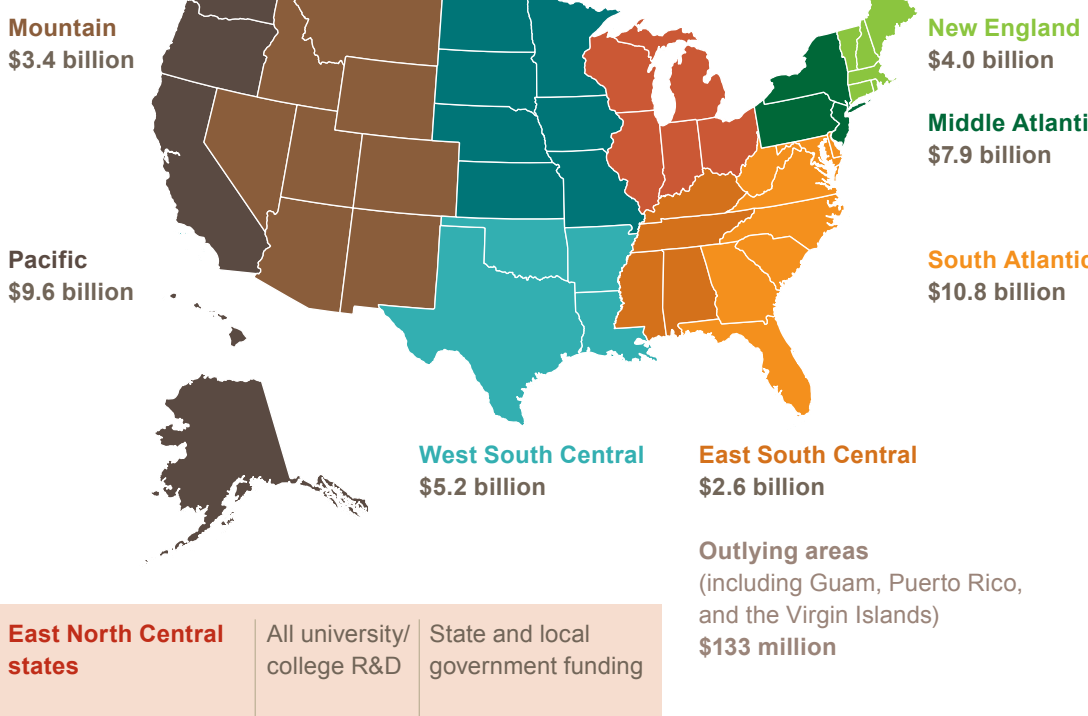 Mountain
$3.4 billion
New England
$4.0 billion
Middle Atlanti
$7.9 billion
Pacific
$9.6 billion
South Atlantic
$10.8 billion
West South Central
$5.2 billion
East South Central
$2.6 billion
Outlying areas
(including Guam, Puerto Rico,
and the Virgin Islands)
$133 million
East North Central
states
All university/
college R&D
State and local
government funding